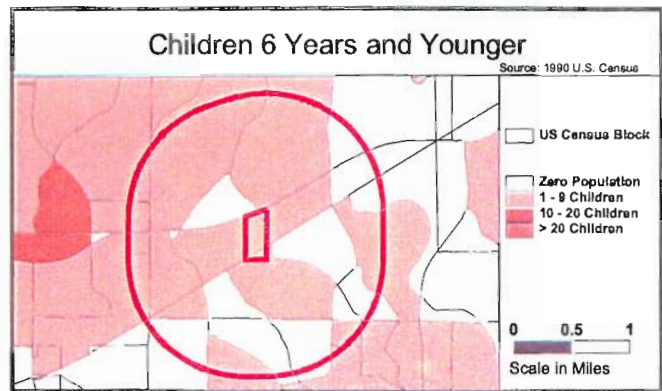 Children 6 Years and Younger
Source: 1990 U.S. Census
US Census Block
Zero Population
1 - 9 Children
10 - 20 Children
> 20 Children
0 0.5 1
Scale in Miles